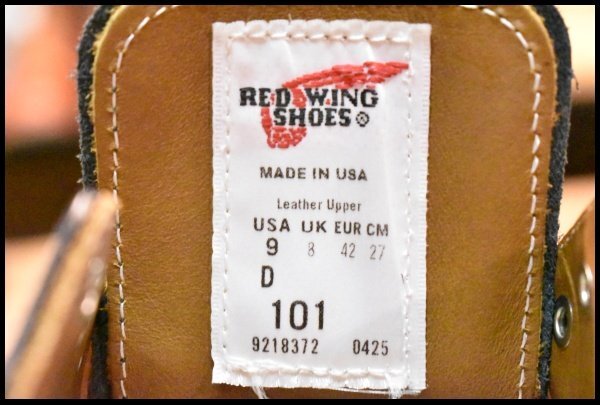 RED WING
SHOES®
MADE IN USA
Leather Upper
USA UK EUR CM
9 8 42 27
D
101
9218372 0425